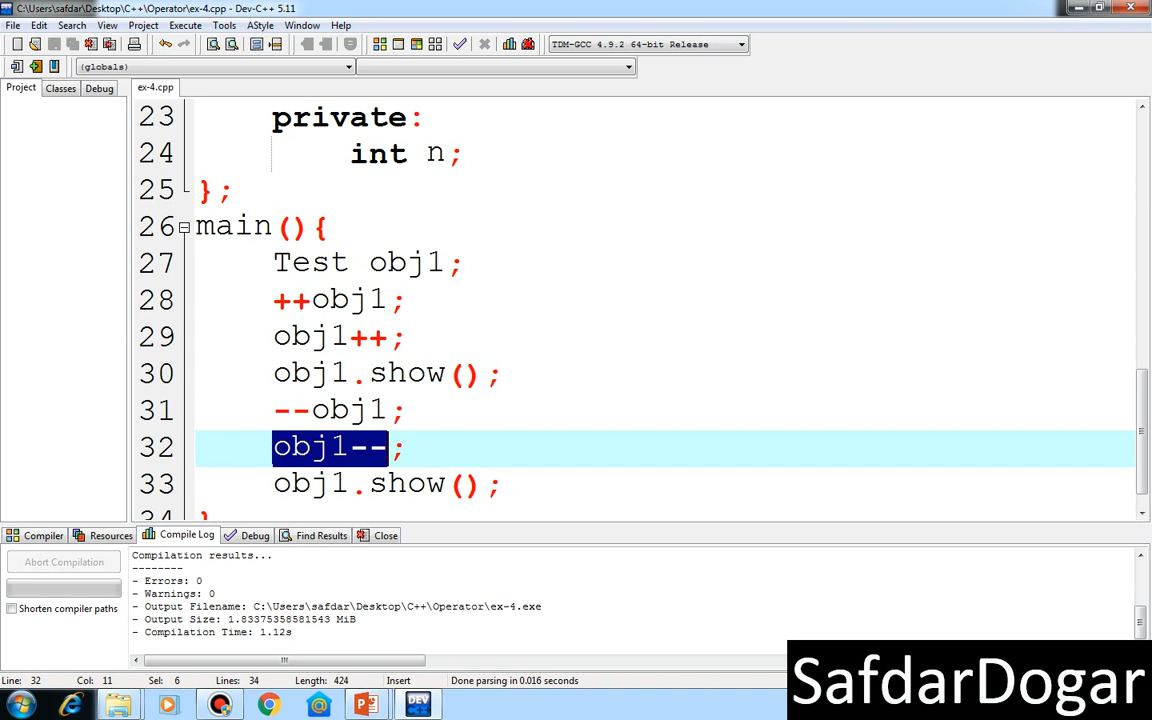 C:\Users\safdar\Desktop\C++\Operator\ex-4.cpp - Dev-C++ 5.11
File Edit Search View Project Execute Tools AStyle Window Help
TDM-GCC 4.9.2 64-bit Release
(globals)
Project Classes Debug ex-4.cpp
23 private:
24 int n;
25 };
26 main(){
27 Test obj1;
28 ++obj1;
29 obj1++;
30 obj1.show();
31 --obj1;
32 obj1--;
33 obj1.show();
34 }
Compiler Resources Compile Log Debug Find Results Close
Abort Compilation
Shorten compiler paths
Compilation results...
--------
- Errors: 0
- Warnings: 0
- Output Filename: C:\Users\safdar\Desktop\C++\Operator\ex-4.exe
- Output Size: 1.83375358581543 MiB
- Compilation Time: 1.12s
Line: 32 Col: 11 Sel: 6 Lines: 34 Length: 424 Insert Done parsing in 0.016 seconds
DEV
SafdarDogar